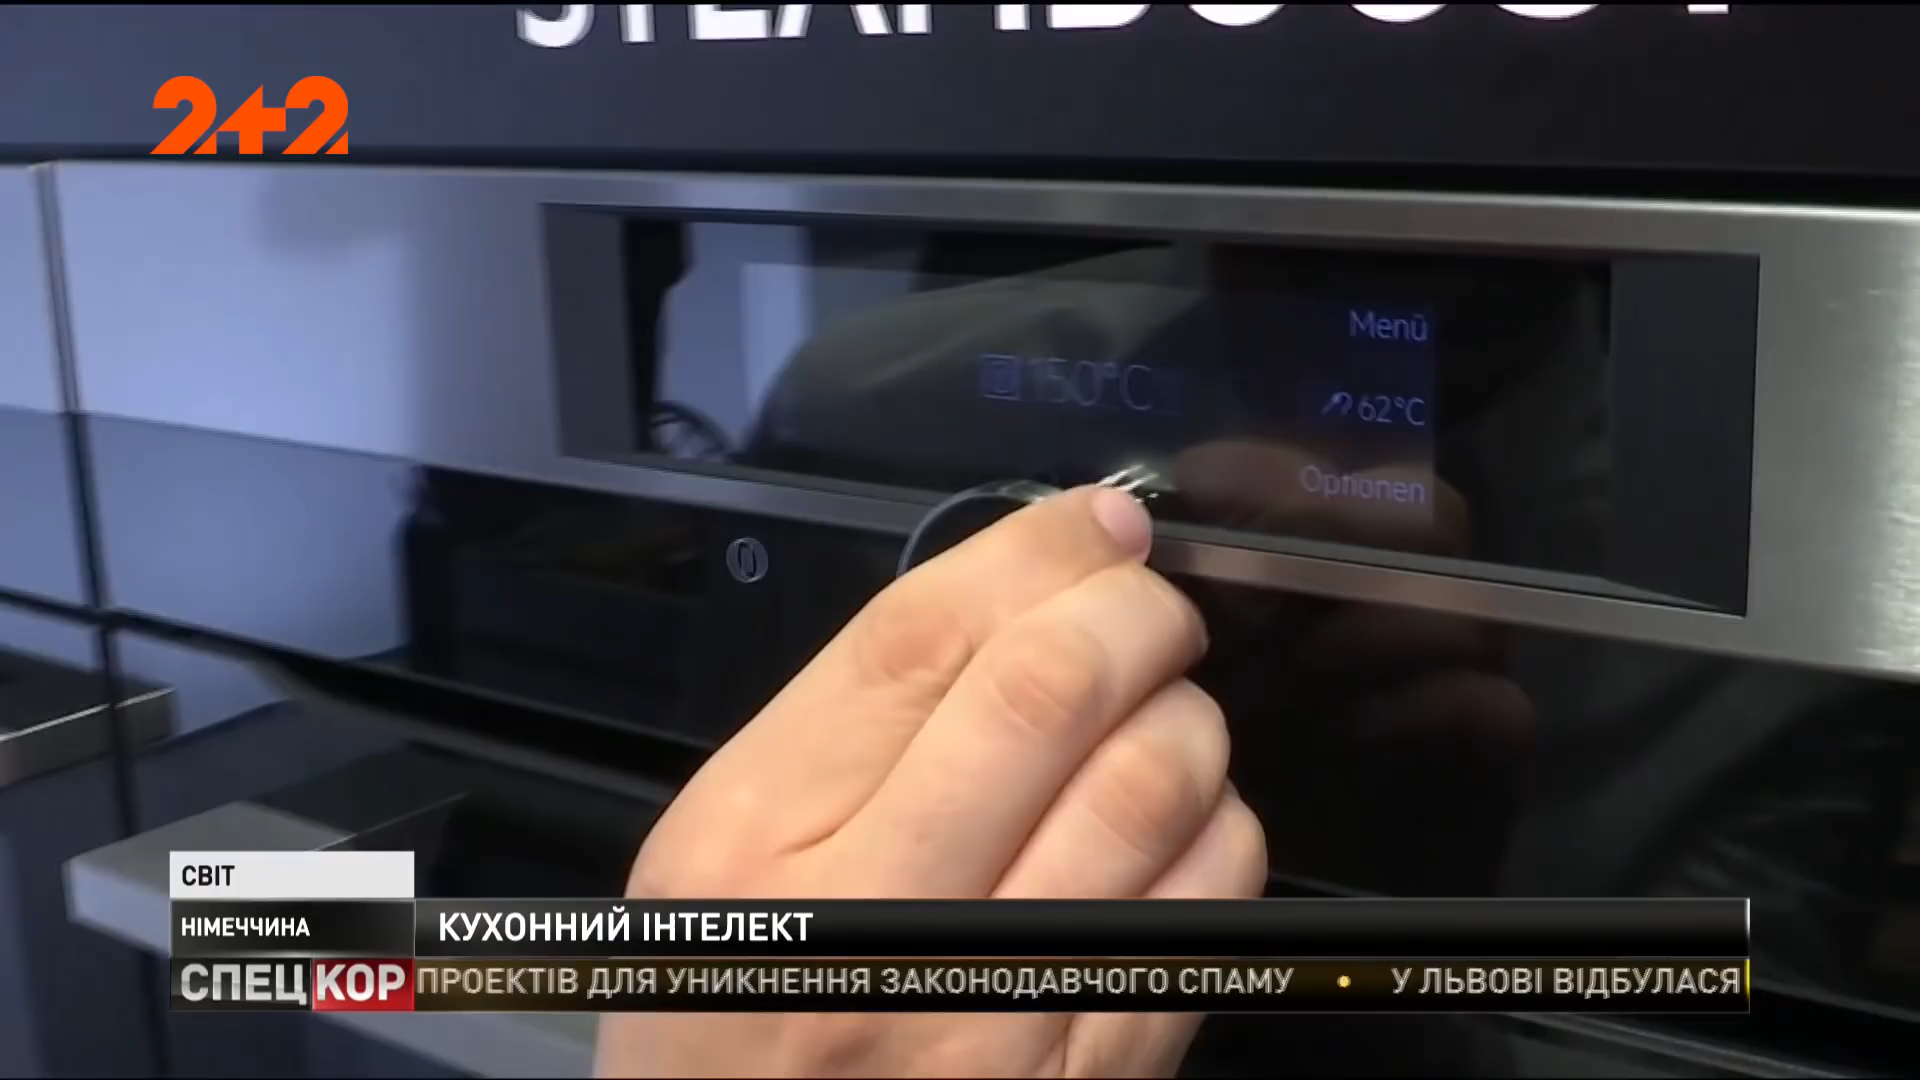 2+2
Menü
150°C
62°C
Optionen
СВІТ
НІМЕЧЧИНА
КУХОННИЙ ІНТЕЛЕКТ
СПЕЦКОР
ПРОЕКТІВ ДЛЯ УНИКНЕННЯ ЗАКОНОДАВЧОГО СПАМУ • У ЛЬВОВІ ВІДБУЛАСЯ